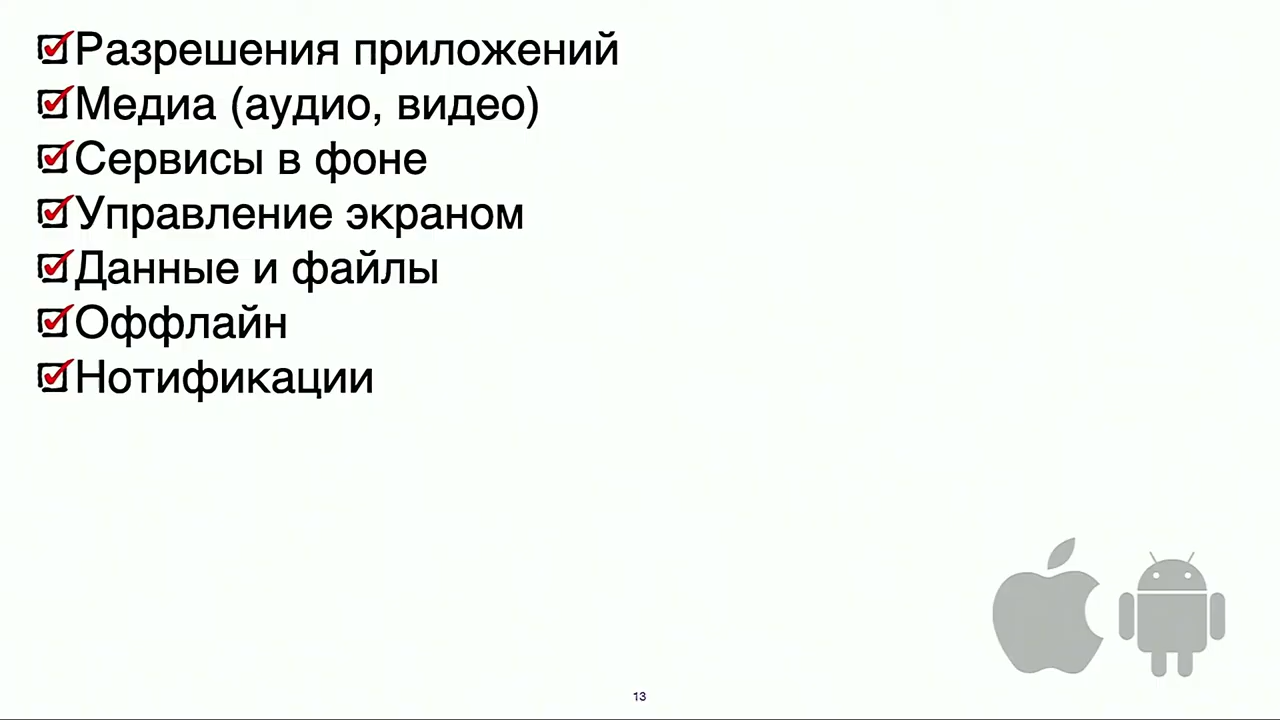 Разрешения приложений
Медиа (аудио, видео)
Сервисы в фоне
Управление экраном
Данные и файлы
Оффлайн
Нотификации
13